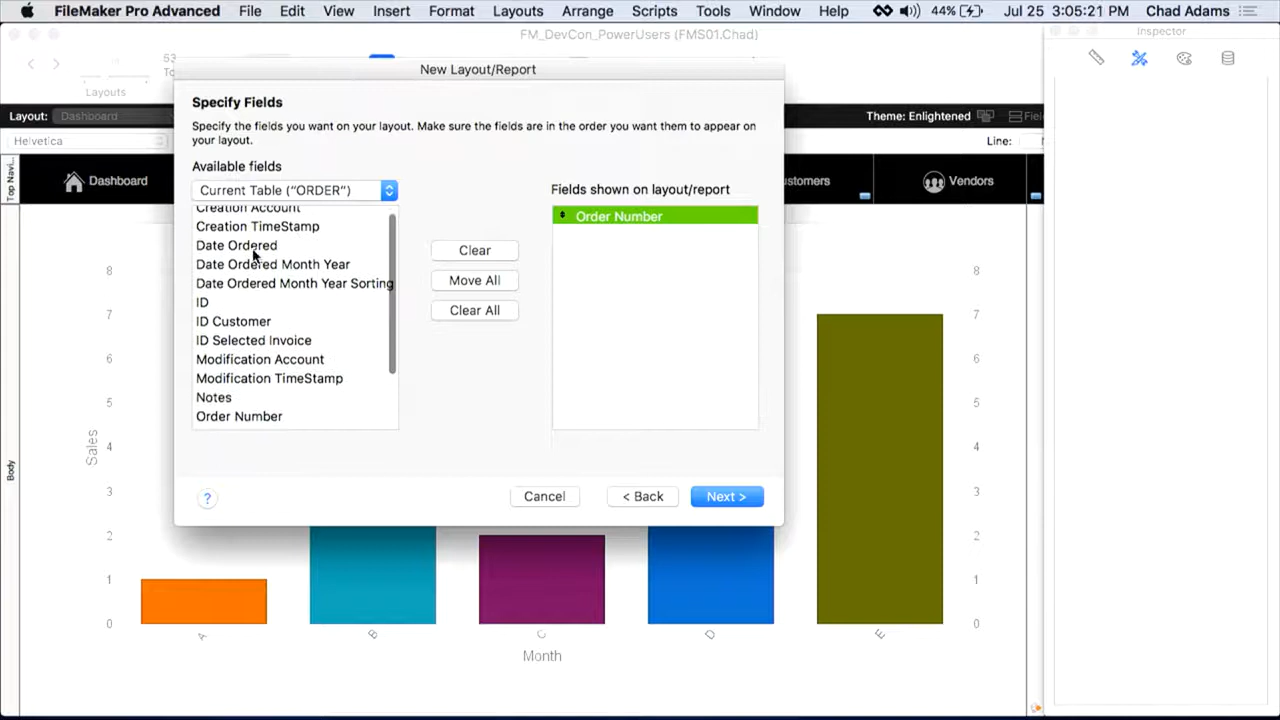 FileMaker Pro Advanced File Edit View Insert Format Layouts Arrange Scripts Tools Window Help 44% Jul 25 3:05:21 PM Chad Adams
FM_DevCon_PowerUsers (FMS01.Chad)
Inspector
53
Layouts
Layout: Dashboard
Theme: Enlightened
Helvetica
Line:
Dashboard
Vendors
New Layout/Report
Specify Fields
Specify the fields you want on your layout. Make sure the fields are in the order you want them to appear on
your layout.
Available fields
Current Table ("ORDER")
Creation Account
Creation TimeStamp
Date Ordered
Date Ordered Month Year
Date Ordered Month Year Sorting
ID
ID Customer
ID Selected Invoice
Modification Account
Modification TimeStamp
Notes
Order Number
Clear
Move All
Clear All
Fields shown on layout/report
Order Number
?
Cancel
< Back
Next >
Body
Sales
8
7
6
5
4
3
2
1
0
8
7
6
5
4
3
2
1
0
A
B
C
D
E
Month